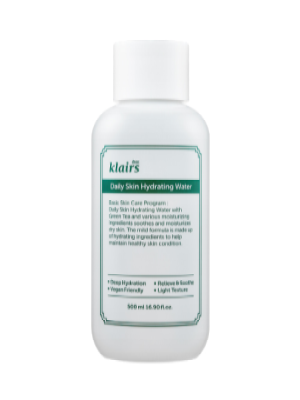 dear
klairs
Daily Skin Hydrating Water
Basic Skin Care Program :
Daily Skin Hydrating Water with
Green Tea and various moisturizing
ingredients soothes and moisturizes
dry skin. The mild formula is made up
of hydrating ingredients to help
maintain healthy skin condition.
• Deep Hydration • Relieve & Soothe
• Vegan Friendly • Light Texture
500 ml 16.90 fl. oz.